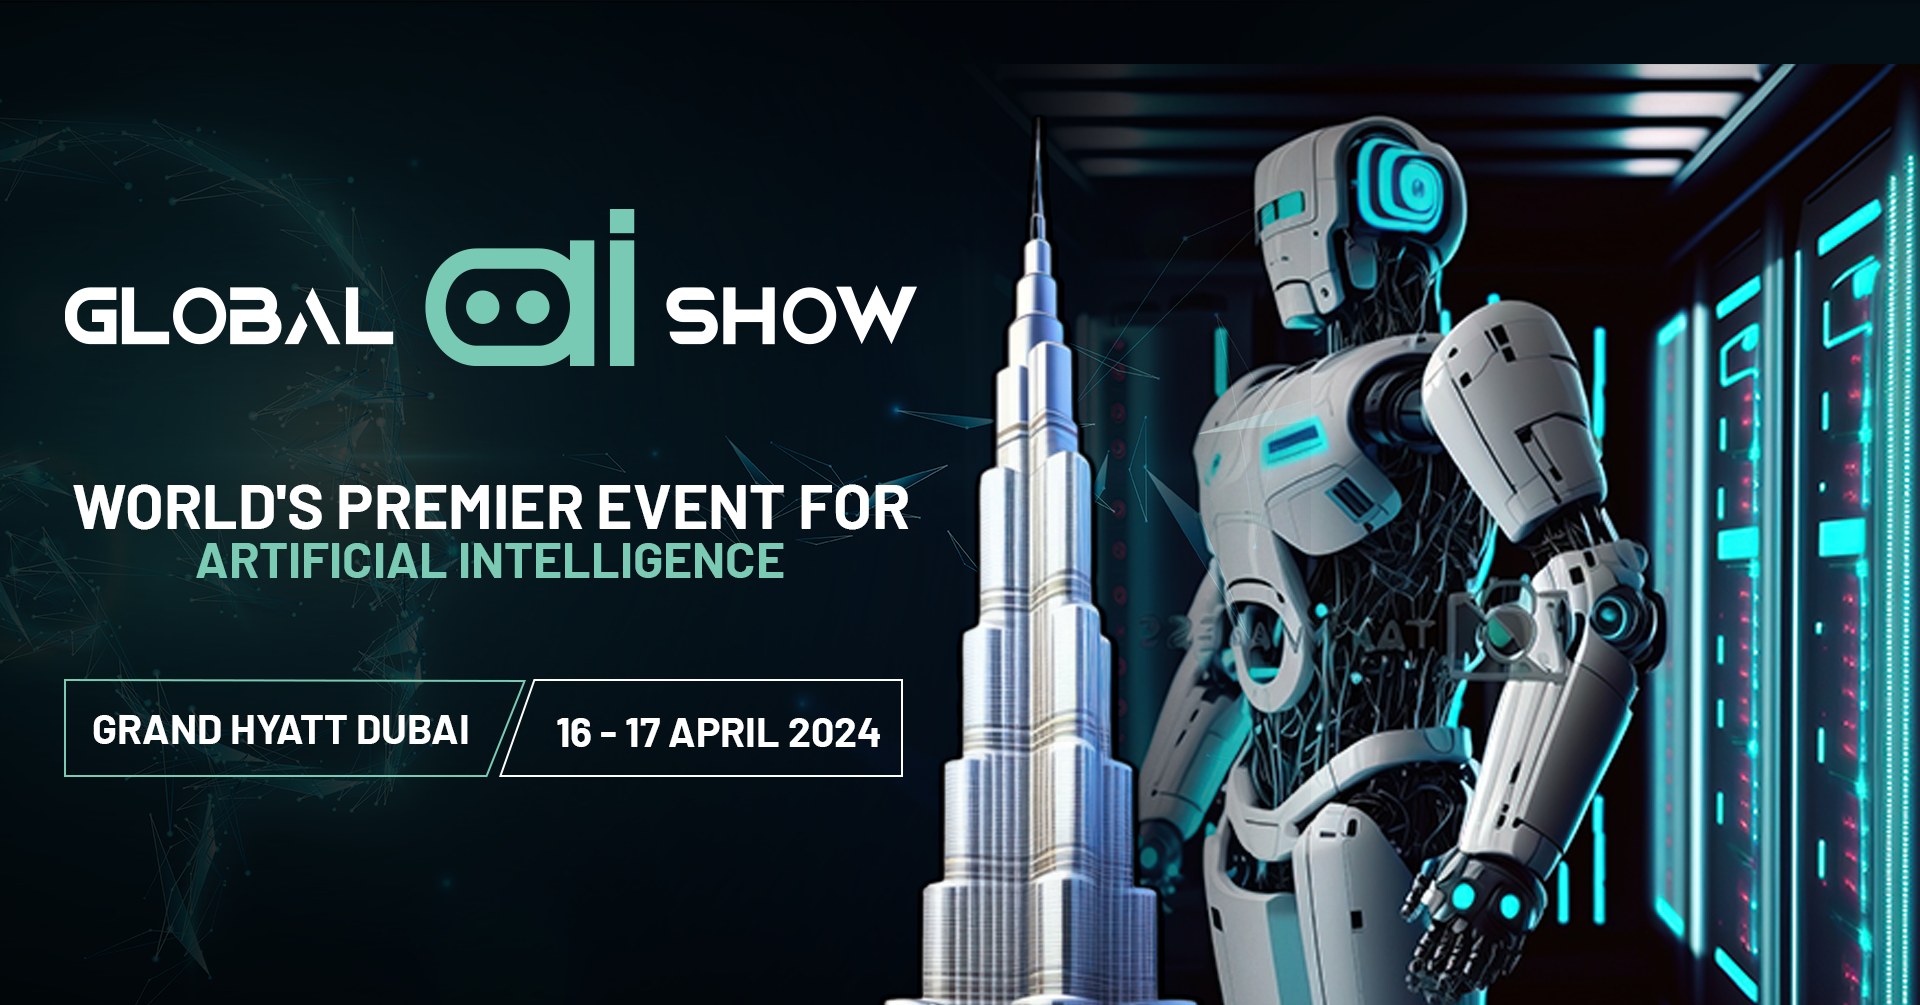 GLOBAL ai SHOW
WORLD'S PREMIER EVENT FOR
ARTIFICIAL INTELLIGENCE
GRAND HYATT DUBAI
16 - 17 APRIL 2024